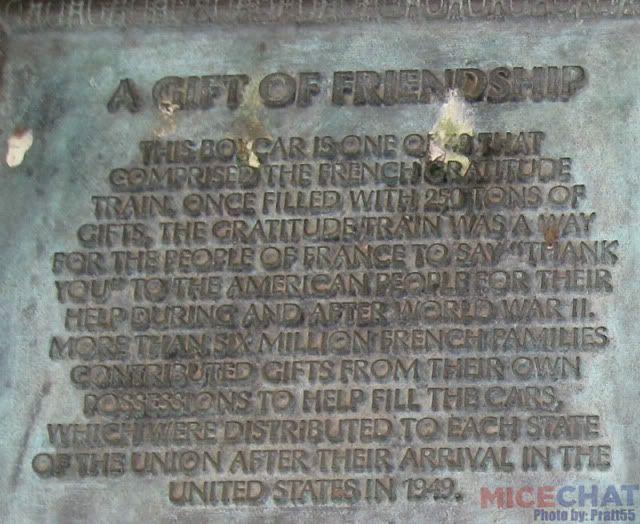 A GIFT OF FRIENDSHIP
THIS BOXCAR IS ONE OF 49 THAT
COMPRISED THE FRENCH GRATITUDE
TRAIN. ONCE FILLED WITH 250 TONS OF
GIFTS, THE GRATITUDE TRAIN WAS A WAY
FOR THE PEOPLE OF FRANCE TO SAY "THANK
YOU" TO THE AMERICAN PEOPLE FOR THEIR
HELP DURING AND AFTER WORLD WAR II.
MORE THAN SIX MILLION FRENCH FAMILIES
CONTRIBUTED GIFTS FROM THEIR OWN
POSSESSIONS TO HELP FILL THE CARS,
WHICH WERE DISTRIBUTED TO EACH STATE
OF THE UNION AFTER THEIR ARRIVAL IN THE
UNITED STATES IN 1949.
MICECHAT
Photo by: Pratt55